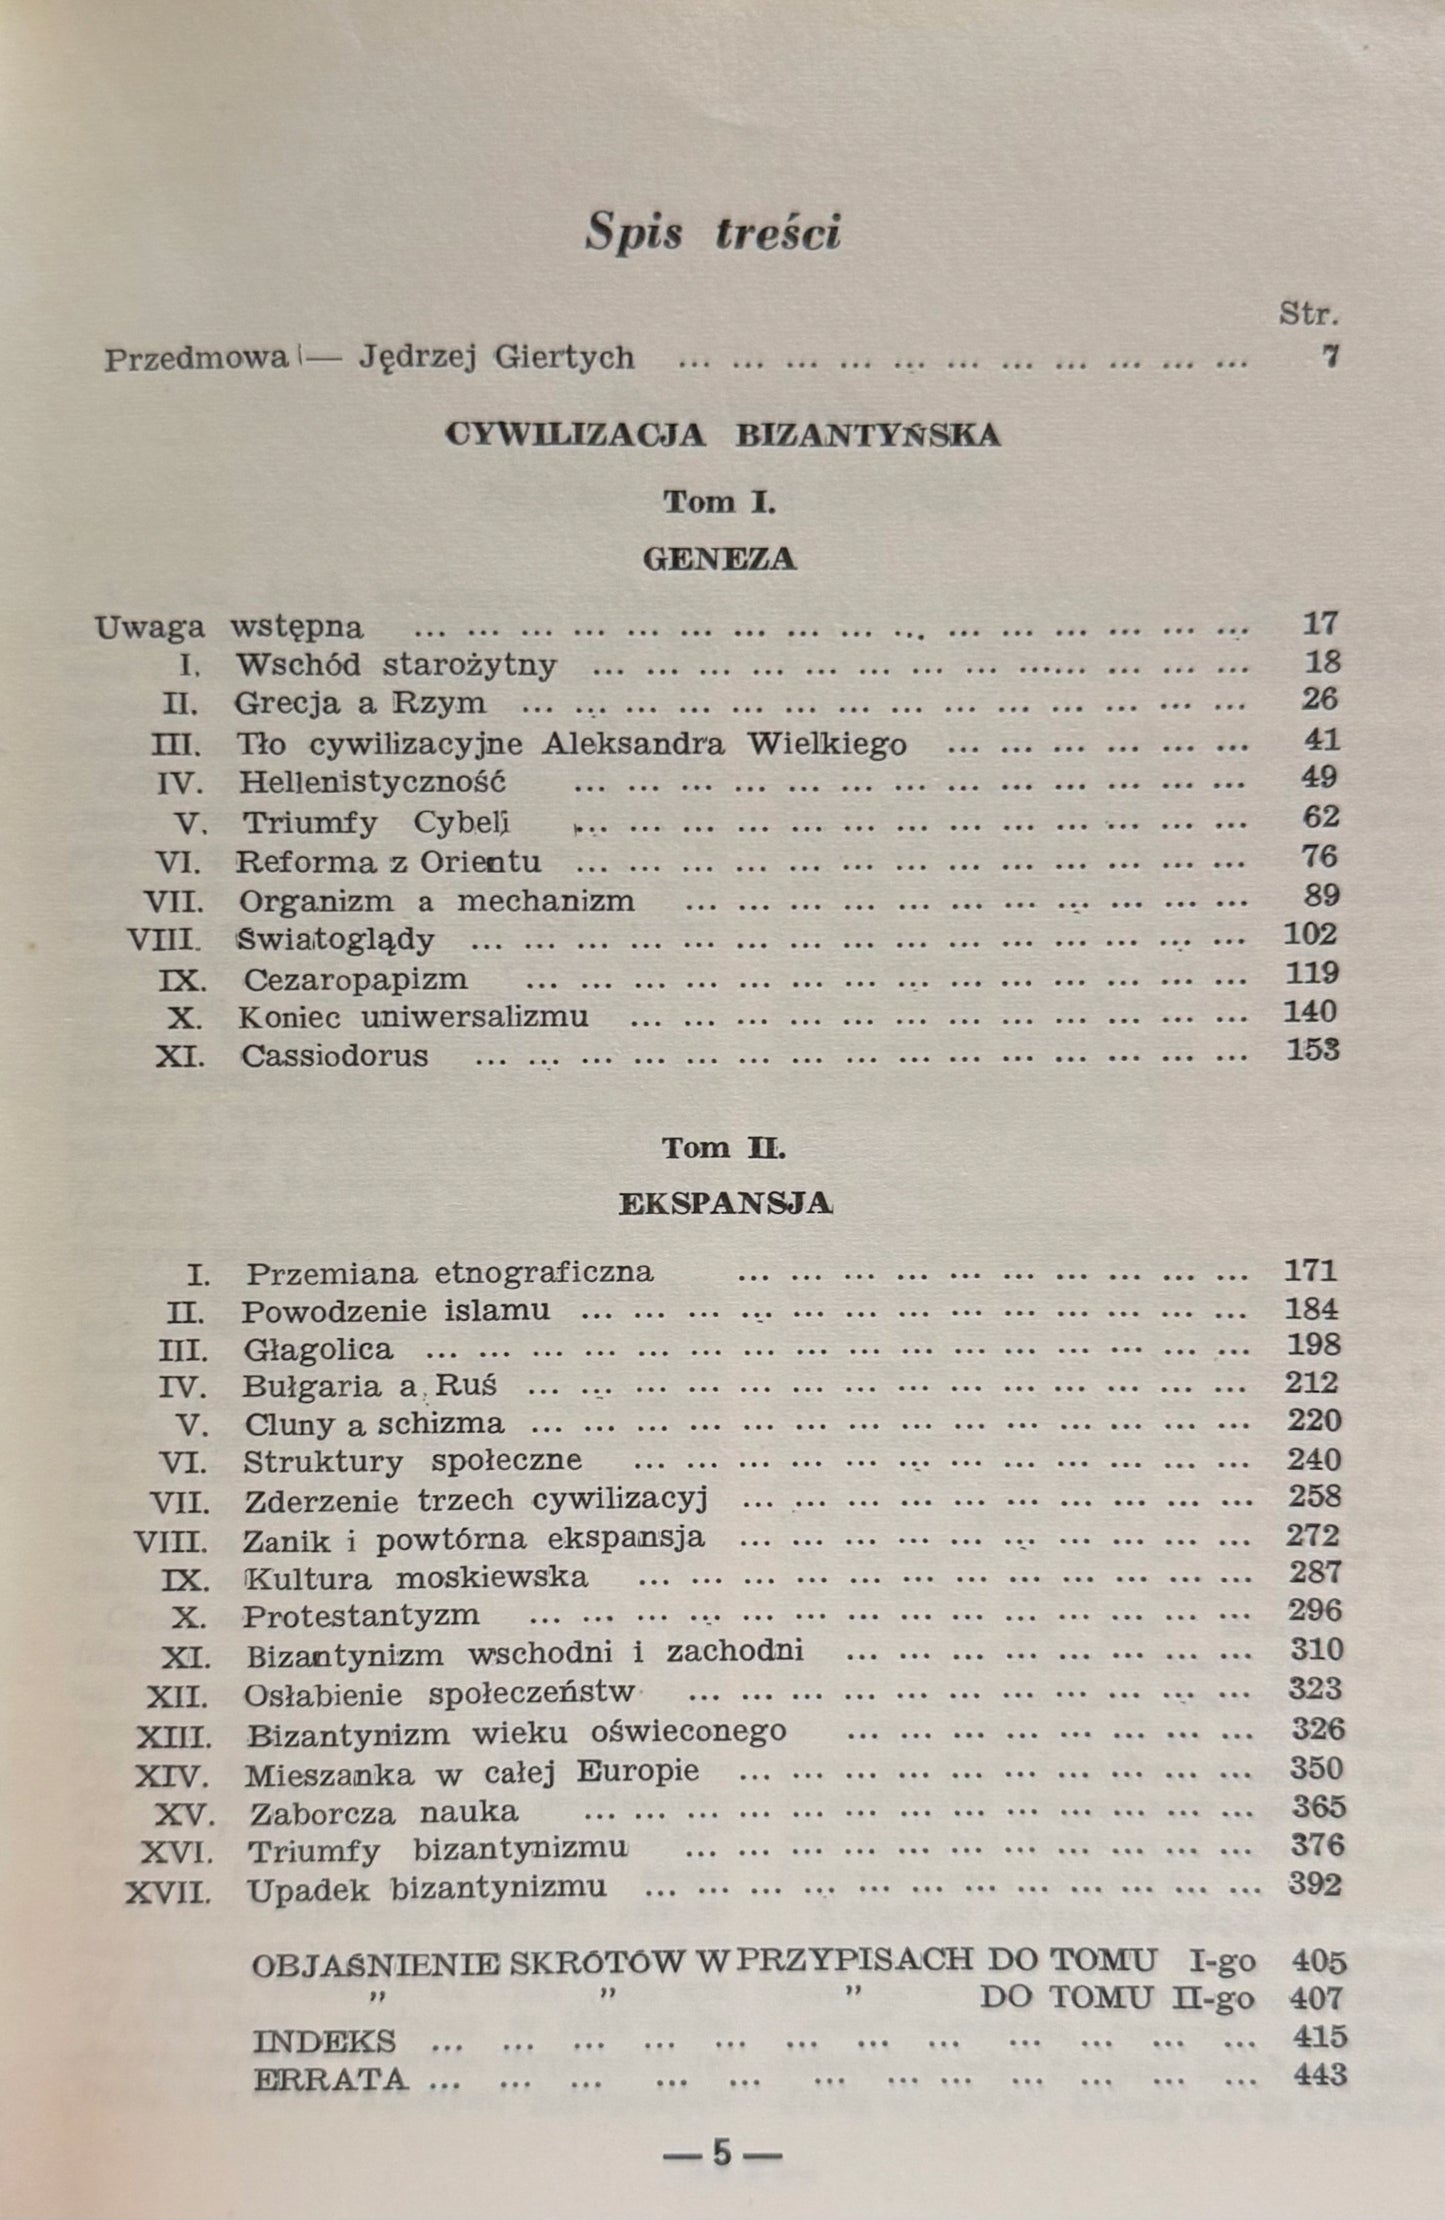 Spis treści
Str.
Przedmowa — Jędrzej Giertych ... ... ... ... ... ... ... ... ... ... ... 7
CYWILIZACJA BIZANTYŃSKA
Tom I.
GENEZA
Uwaga wstępna ... ... ... ... ... ... ... ... ... ... ... ... ... ... ... ... 17
I. Wschód starożytny ... ... ... ... ... ... ... ... ...... ... ... ... 18
II. Grecja a Rzym ... ... ... ... ... ... ... ... ... ... ... ... ... ... 26
III. Tło cywilizacyjne Aleksandra Wielkiego ... ... ... ... ... ... 41
IV. Hellenistyczność ... ... ... ... ... ... ... ... ... ... ... ... ... 49
V. Triumfy Cybeli ... ... ... ... ... ... ... ... ... ... ... ... ... 62
VI. Reforma z Orientu ... ... ... ... ... ... ... ... ... ... ... ... ... 76
VII. Organizm a mechanizm ... ... ... ... ... ... ... ... ... ... ... 89
VIII. Światoglądy ... ... ... ... ... ... ... ... ... ... ... ... ... ... ... 102
IX. Cezaropapizm ... ... ... ... ... ... ... ... ... ... ... ... ... ... 119
X. Koniec uniwersalizmu ... ... ... ... ... ... ... ... ... ... ... ... 140
XI. Cassiodorus ... ... ... ... ... ... ... ... ... ... ... ... ... ... ... 153
Tom II.
EKSPANSJA
I. Przemiana etnograficzna ... ... ... ... ... ... ... ... ... ... 171
II. Powodzenie islamu ... ... ... ... ... ... ... ... ... ... ... ... ... 184
III. Głagolica ... ... ... ... ... ... ... ... ... ... ... ... ... ... ... ... 198
IV. Bułgaria a Ruś ... ... ... ... ... ... ... ... ... ... ... ... ... ... 212
V. Cluny a schizma ... ... ... ... ... ... ... ... ... ... ... ... ... ... 220
VI. Struktury społeczne ... ... ... ... ... ... ... ... ... ... ... ... 240
VII. Zderzenie trzech cywilizacyj ... ... ... ... ... ... ... ... ... ... 258
VIII. Zanik i powtórna ekspansja ... ... ... ... ... ... ... ... ... ... 272
IX. Kultura moskiewska ... ... ... ... ... ... ... ... ... ... ... ... 287
X. Protestantyzm ... ... ... ... ... ... ... ... ... ... ... ... ... ... 296
XI. Bizantynizm wschodni i zachodni ... ... ... ... ... ... ... ... 310
XII. Osłabienie społeczeństw ... ... ... ... ... ... ... ... ... ... ... 323
XIII. Bizantynizm wieku oświeconego ... ... ... ... ... ... ... ... 326
XIV. Mieszanka w całej Europie ... ... ... ... ... ... ... ... ... ... 350
XV. Zaborcza nauka ... ... ... ... ... ... ... ... ... ... ... ... ... 365
XVI. Triumfy bizantynizmu ... ... ... ... ... ... ... ... ... ... ... 376
XVII. Upadek bizantynizmu ... ... ... ... ... ... ... ... ... ... ... ... 392
OBJAŚNIENIE SKRÓTÓW W PRZYPISACH DO TOMU I-go 405
" " " DO TOMU II-go 407
INDEKS ... ... ... ... ... ... ... ... ... ... ... ... 415
ERRATA ... ... ... ... ... ... ... ... ... ... ... ... 443
— 5 —